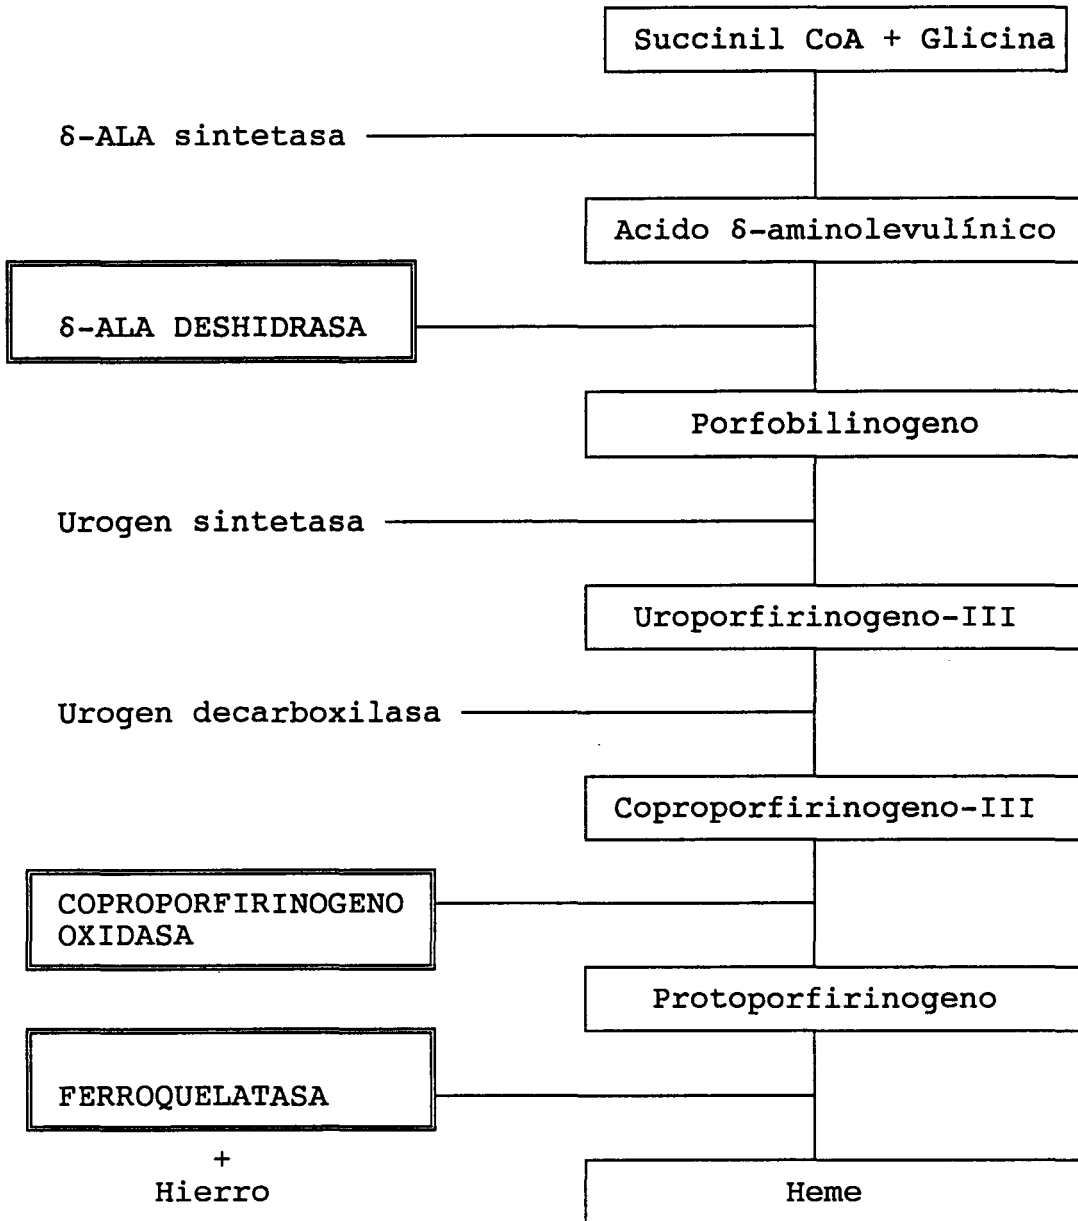 Succinil CoA + Glicina
δ-ALA sintetasa
Acido δ-aminolevulínico
δ-ALA DESHIDRASA
Porfobilinogeno
Urogen sintetasa
Uroporfirinogeno-III
Urogen decarboxilasa
Coproporfirinogeno-III
COPROPORFIRINOGENO
OXIDASA
Protoporfirinogeno
FERROQUELATASA
+
Hierro
Heme